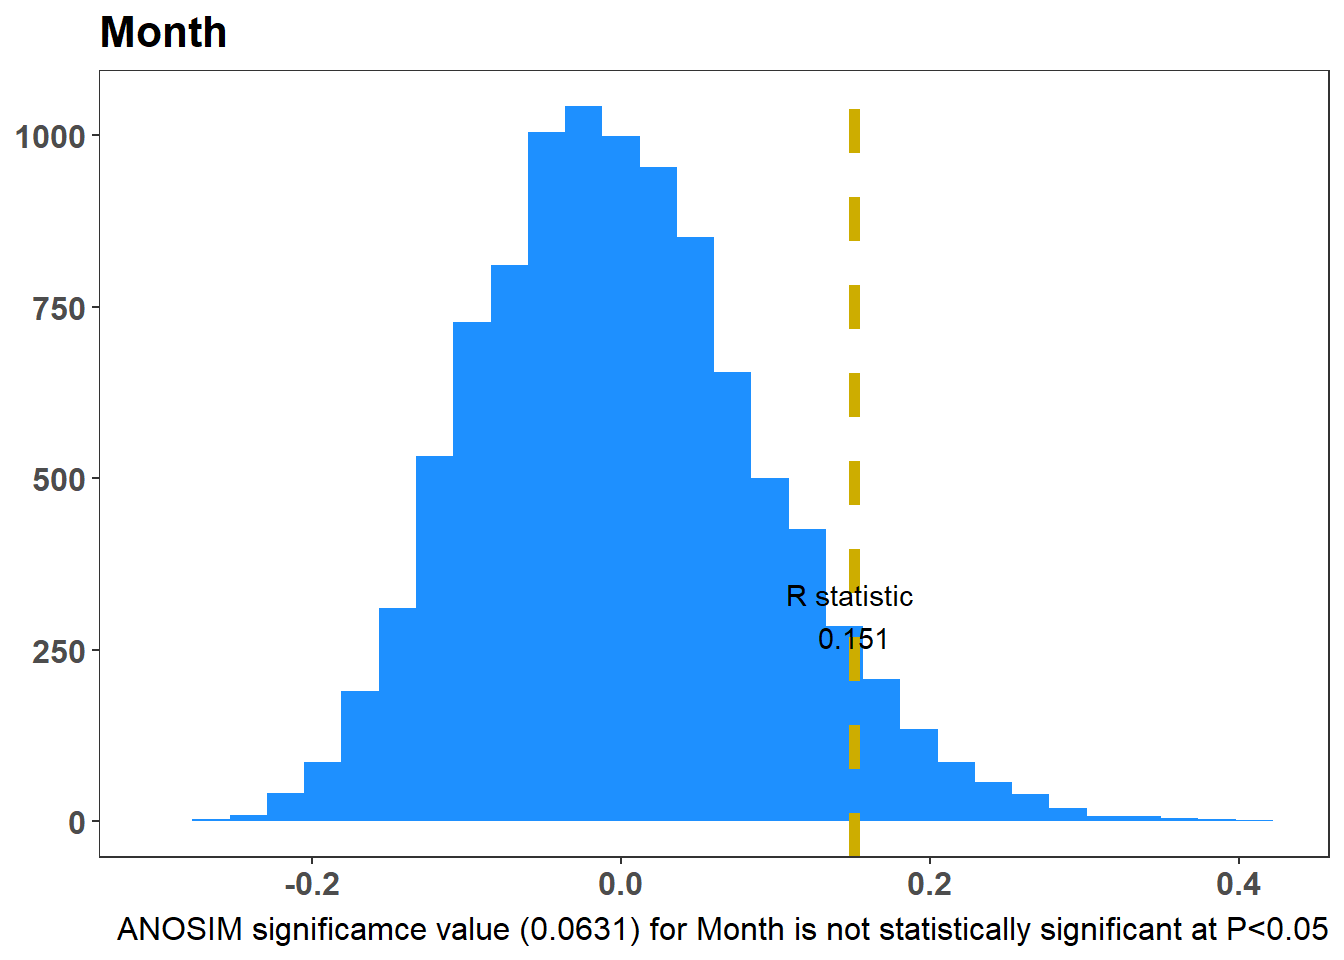 Month
1000
750
500
250
0
R statistic
0.151
-0.2 0.0 0.2 0.4
ANOSIM significamce value (0.0631) for Month is not statistically significant at P<0.05